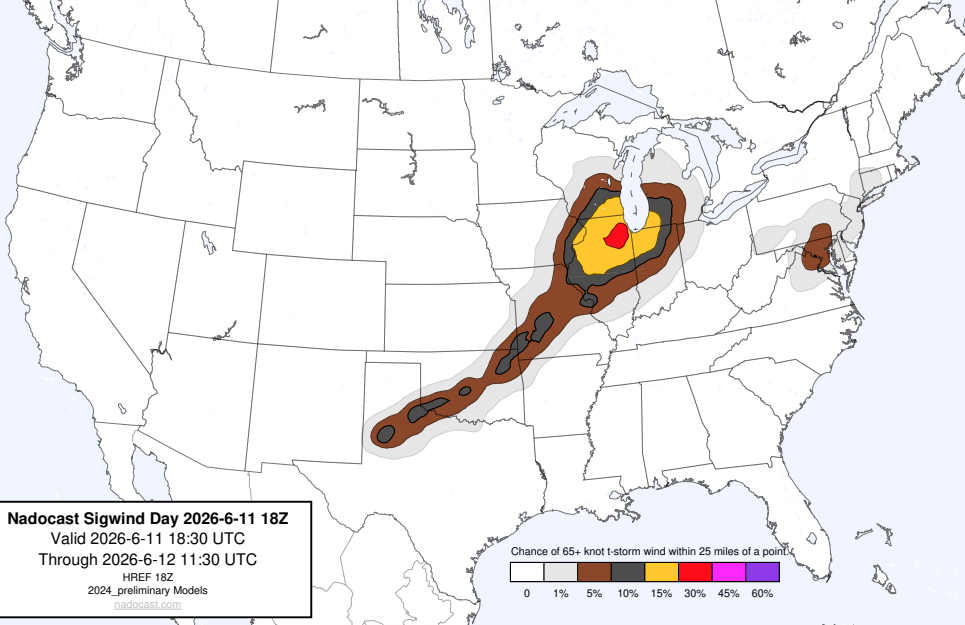 Nadocast Sigwind Day 2026-6-11 18Z
Valid 2026-6-11 18:30 UTC
Through 2026-6-12 11:30 UTC
HREF 18Z
2024_preliminary Models
nadocast.com
Chance of 65+ knot t-storm wind within 25 miles of a point.
0 1% 5% 10% 15% 30% 45% 60%